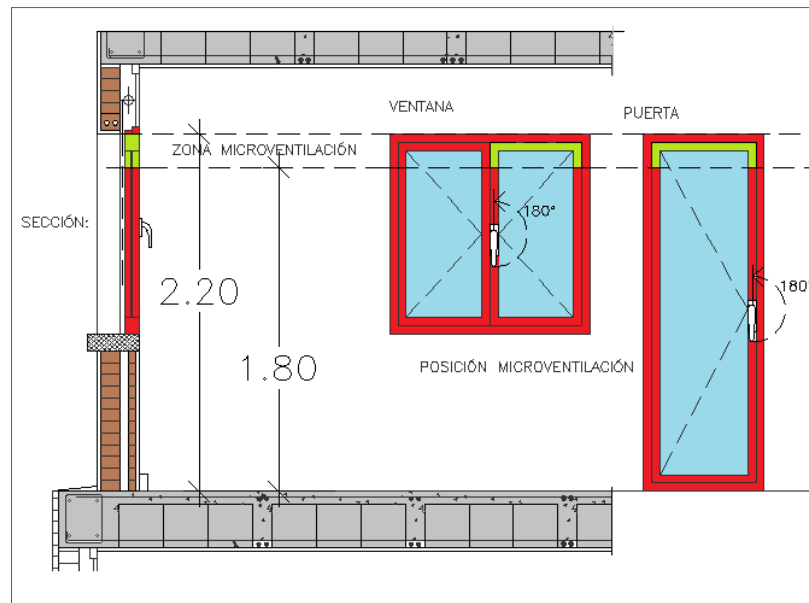 VENTANA
PUERTA
ZONA MICROVENTILACIÓN
180°
SECCIÓN:
180°
2.20
1.80
POSICIÓN MICROVENTILACIÓN